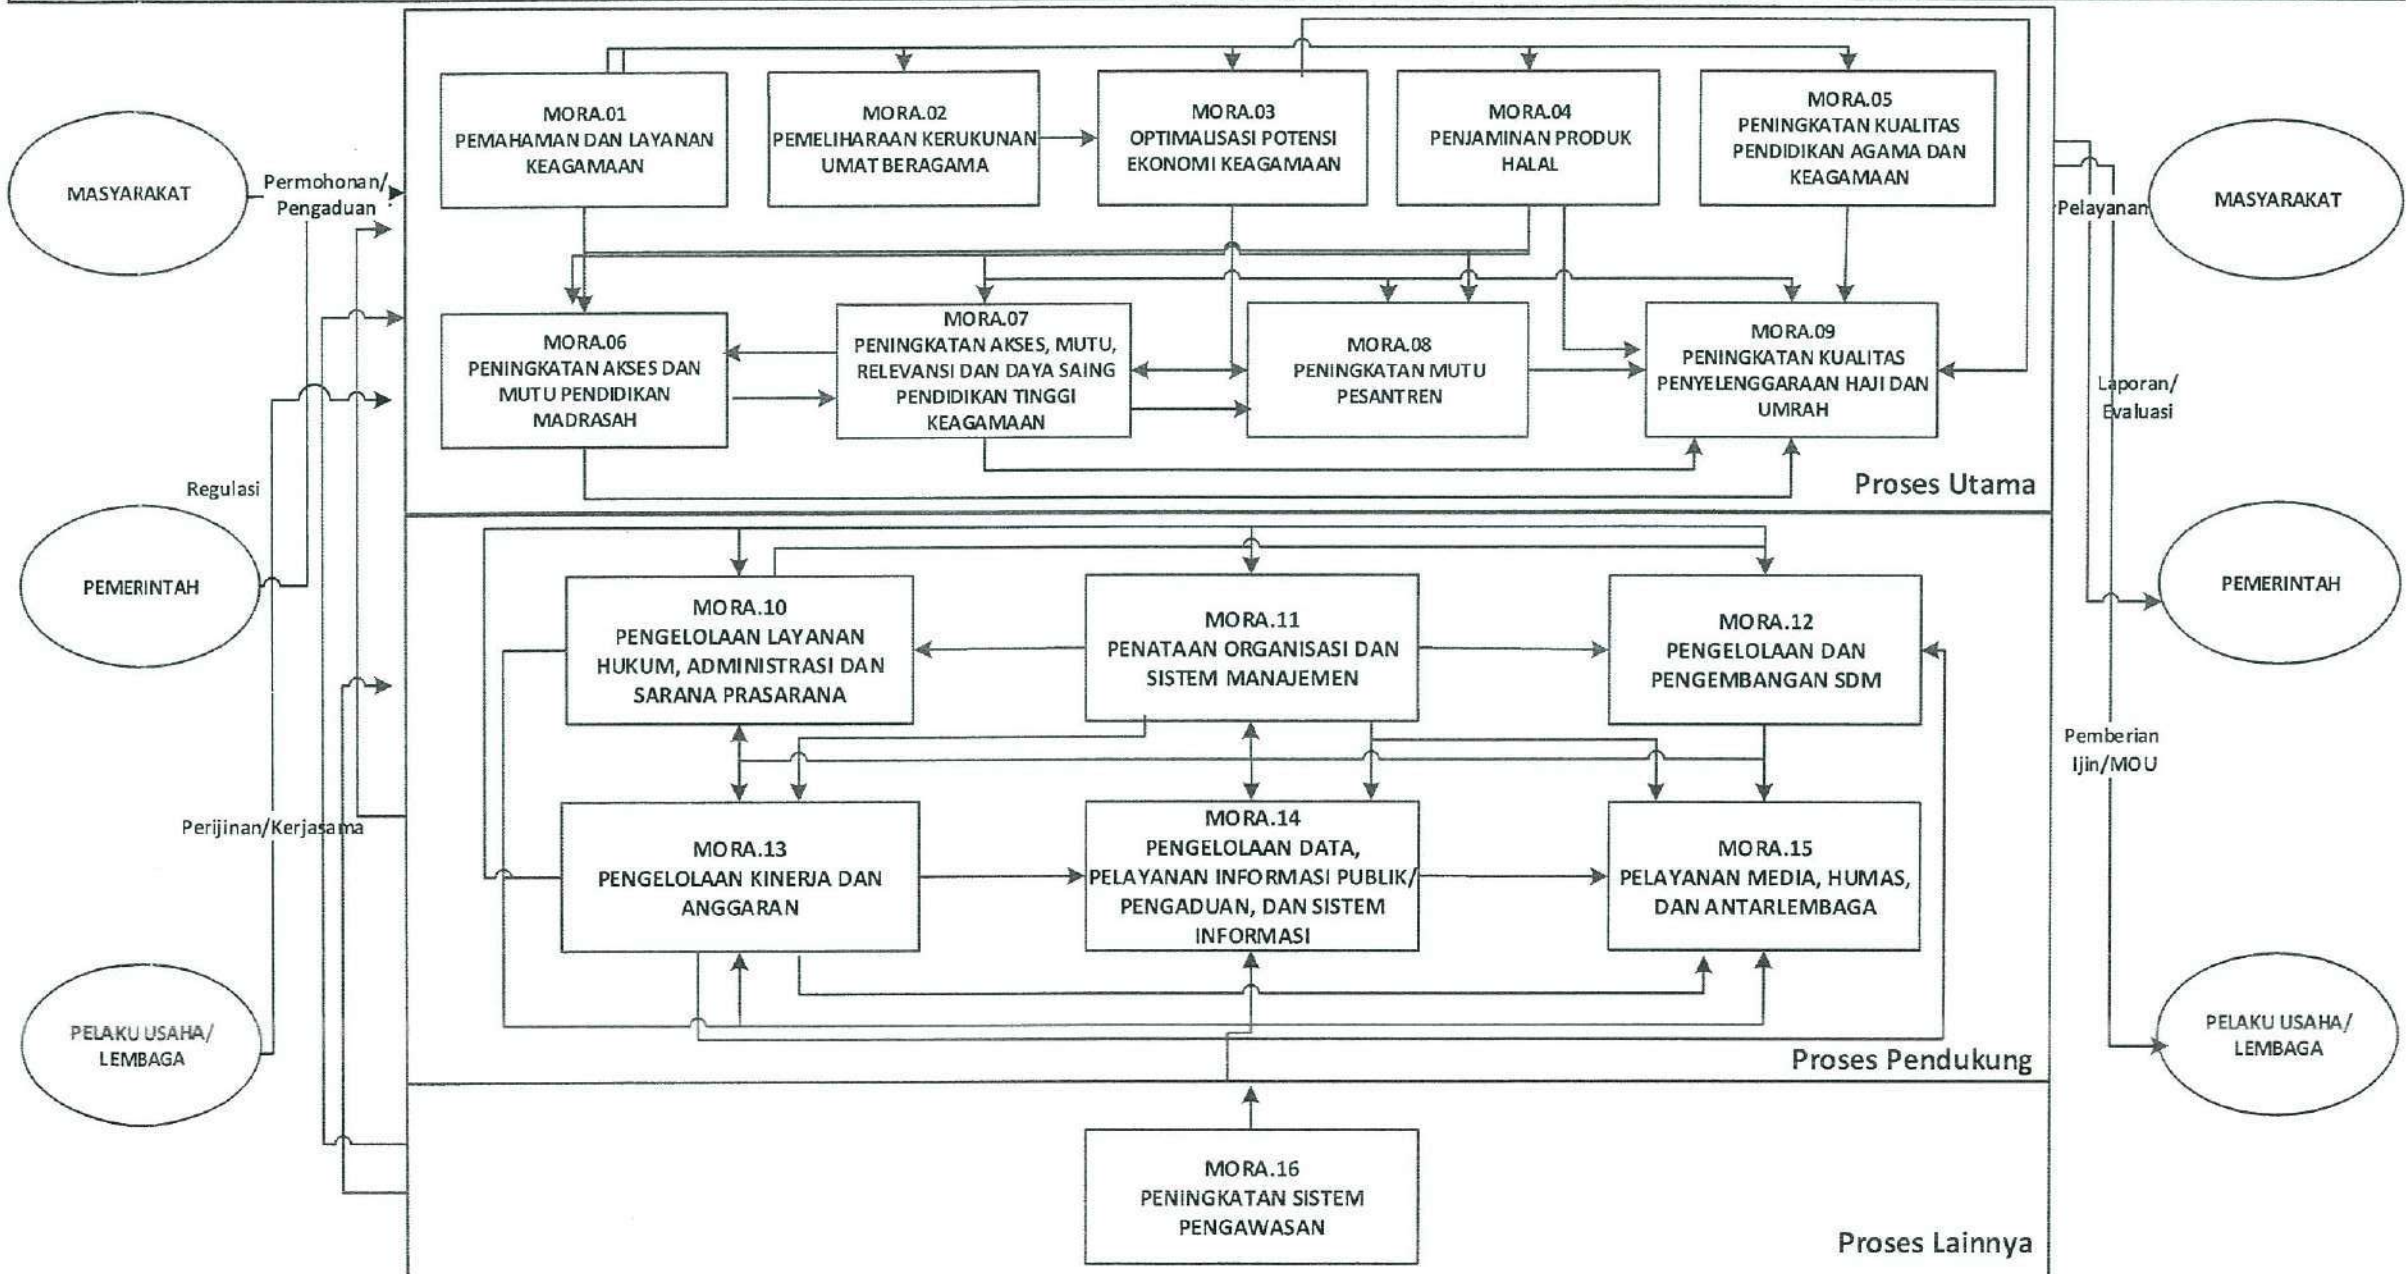 MORA.01
PEMAHAMAN DAN LAYANAN
KEAGAMAAN
MORA.02
PEMELIHARAAN KERUKUNAN
UMAT BERAGAMA
MORA.03
OPTIMALISASI POTENSI
EKONOMI KEAGAMAAN
MORA.04
PENJAMINAN PRODUK
HALAL
MORA.05
PENINGKATAN KUALITAS
PENDIDIKAN AGAMA DAN
KEAGAMAAN
MASYARAKAT
Permohonan/
Pengaduan
Pelayanan
MASYARAKAT
MORA.06
PENINGKATAN AKSES DAN
MUTU PENDIDIKAN
MADRASAH
MORA.07
PENINGKATAN AKSES, MUTU,
RELEVANSI DAN DAYA SAING
PENDIDIKAN TINGGI
KEAGAMAAN
MORA.08
PENINGKATAN MUTU
PESANTREN
MORA.09
PENINGKATAN KUALITAS
PENYELENGGARAAN HAJI DAN
UMRAH
Laporan/
Evaluasi
Regulasi
Proses Utama
PEMERINTAH
PEMERINTAH
MORA.10
PENGELOLAAN LAYANAN
HUKUM, ADMINISTRASI DAN
SARANA PRASARANA
MORA.11
PENATAAN ORGANISASI DAN
SISTEM MANAJEMEN
MORA.12
PENGELOLAAN DAN
PENGEMBANGAN SDM
Pemberian
Ijin/MOU
Perijinan/Kerjasama
MORA.13
PENGELOLAAN KINERJA DAN
ANGGARAN
MORA.14
PENGELOLAAN DATA,
PELAYANAN INFORMASI PUBLIK/
PENGADUAN, DAN SISTEM
INFORMASI
MORA.15
PELAYANAN MEDIA, HUMAS,
DAN ANTARLEMBAGA
PELAKU USAHA/
LEMBAGA
PELAKU USAHA/
LEMBAGA
Proses Pendukung
MORA.16
PENINGKATAN SISTEM
PENGAWASAN
Proses Lainnya